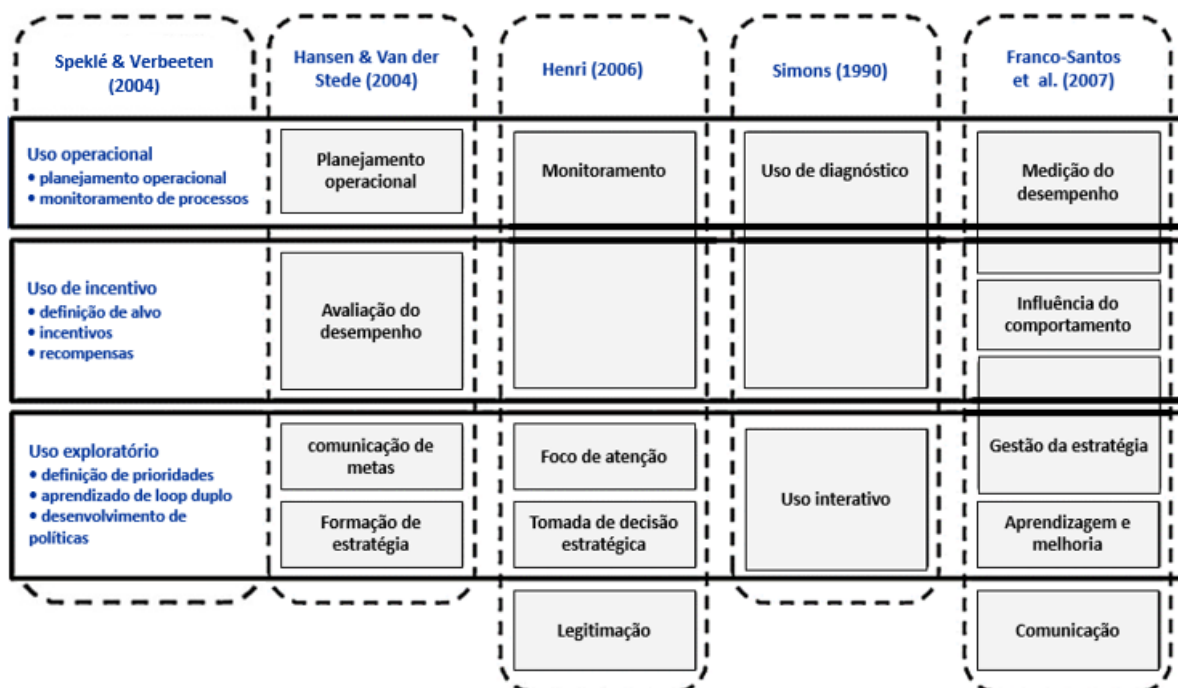 Speklé & Verbeeten
(2004)
Hansen & Van der
Stede (2004)
Henri (2006)
Simons (1990)
Franco-Santos
et al. (2007)
Uso operacional
• planejamento operacional
• monitoramento de processos
Planejamento
operacional
Monitoramento
Uso de diagnóstico
Medição do
desempenho
Uso de incentivo
• definição de alvo
• incentivos
• recompensas
Avaliação do
desempenho
Influência do
comportamento
Uso exploratório
• definição de prioridades
• aprendizado de loop duplo
• desenvolvimento de
políticas
comunicação de
metas
Formação de
estratégia
Foco de atenção
Tomada de decisão
estratégica
Uso interativo
Gestão da estratégia
Aprendizagem e
melhoria
Legitimação
Comunicação